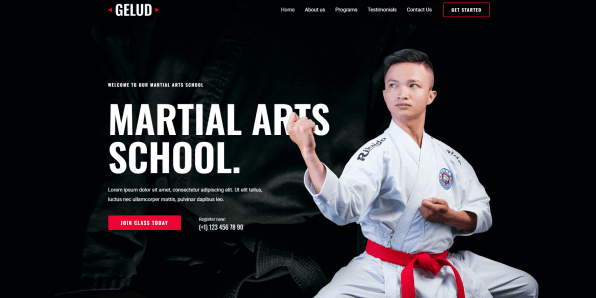 GELUD
Home About us Programs Testimonials Contact Us GET STARTED
WELCOME TO OUR MARTIAL ARTS SCHOOL
MARTIAL ARTS
SCHOOL.
Lorem ipsum dolor sit amet, consectetur adipiscing elit. Ut elit tellus,
luctus nec ullamcorper mattis, pulvinar dapibus leo.
JOIN CLASS TODAY
Register now:
(+1) 123 456 78 90